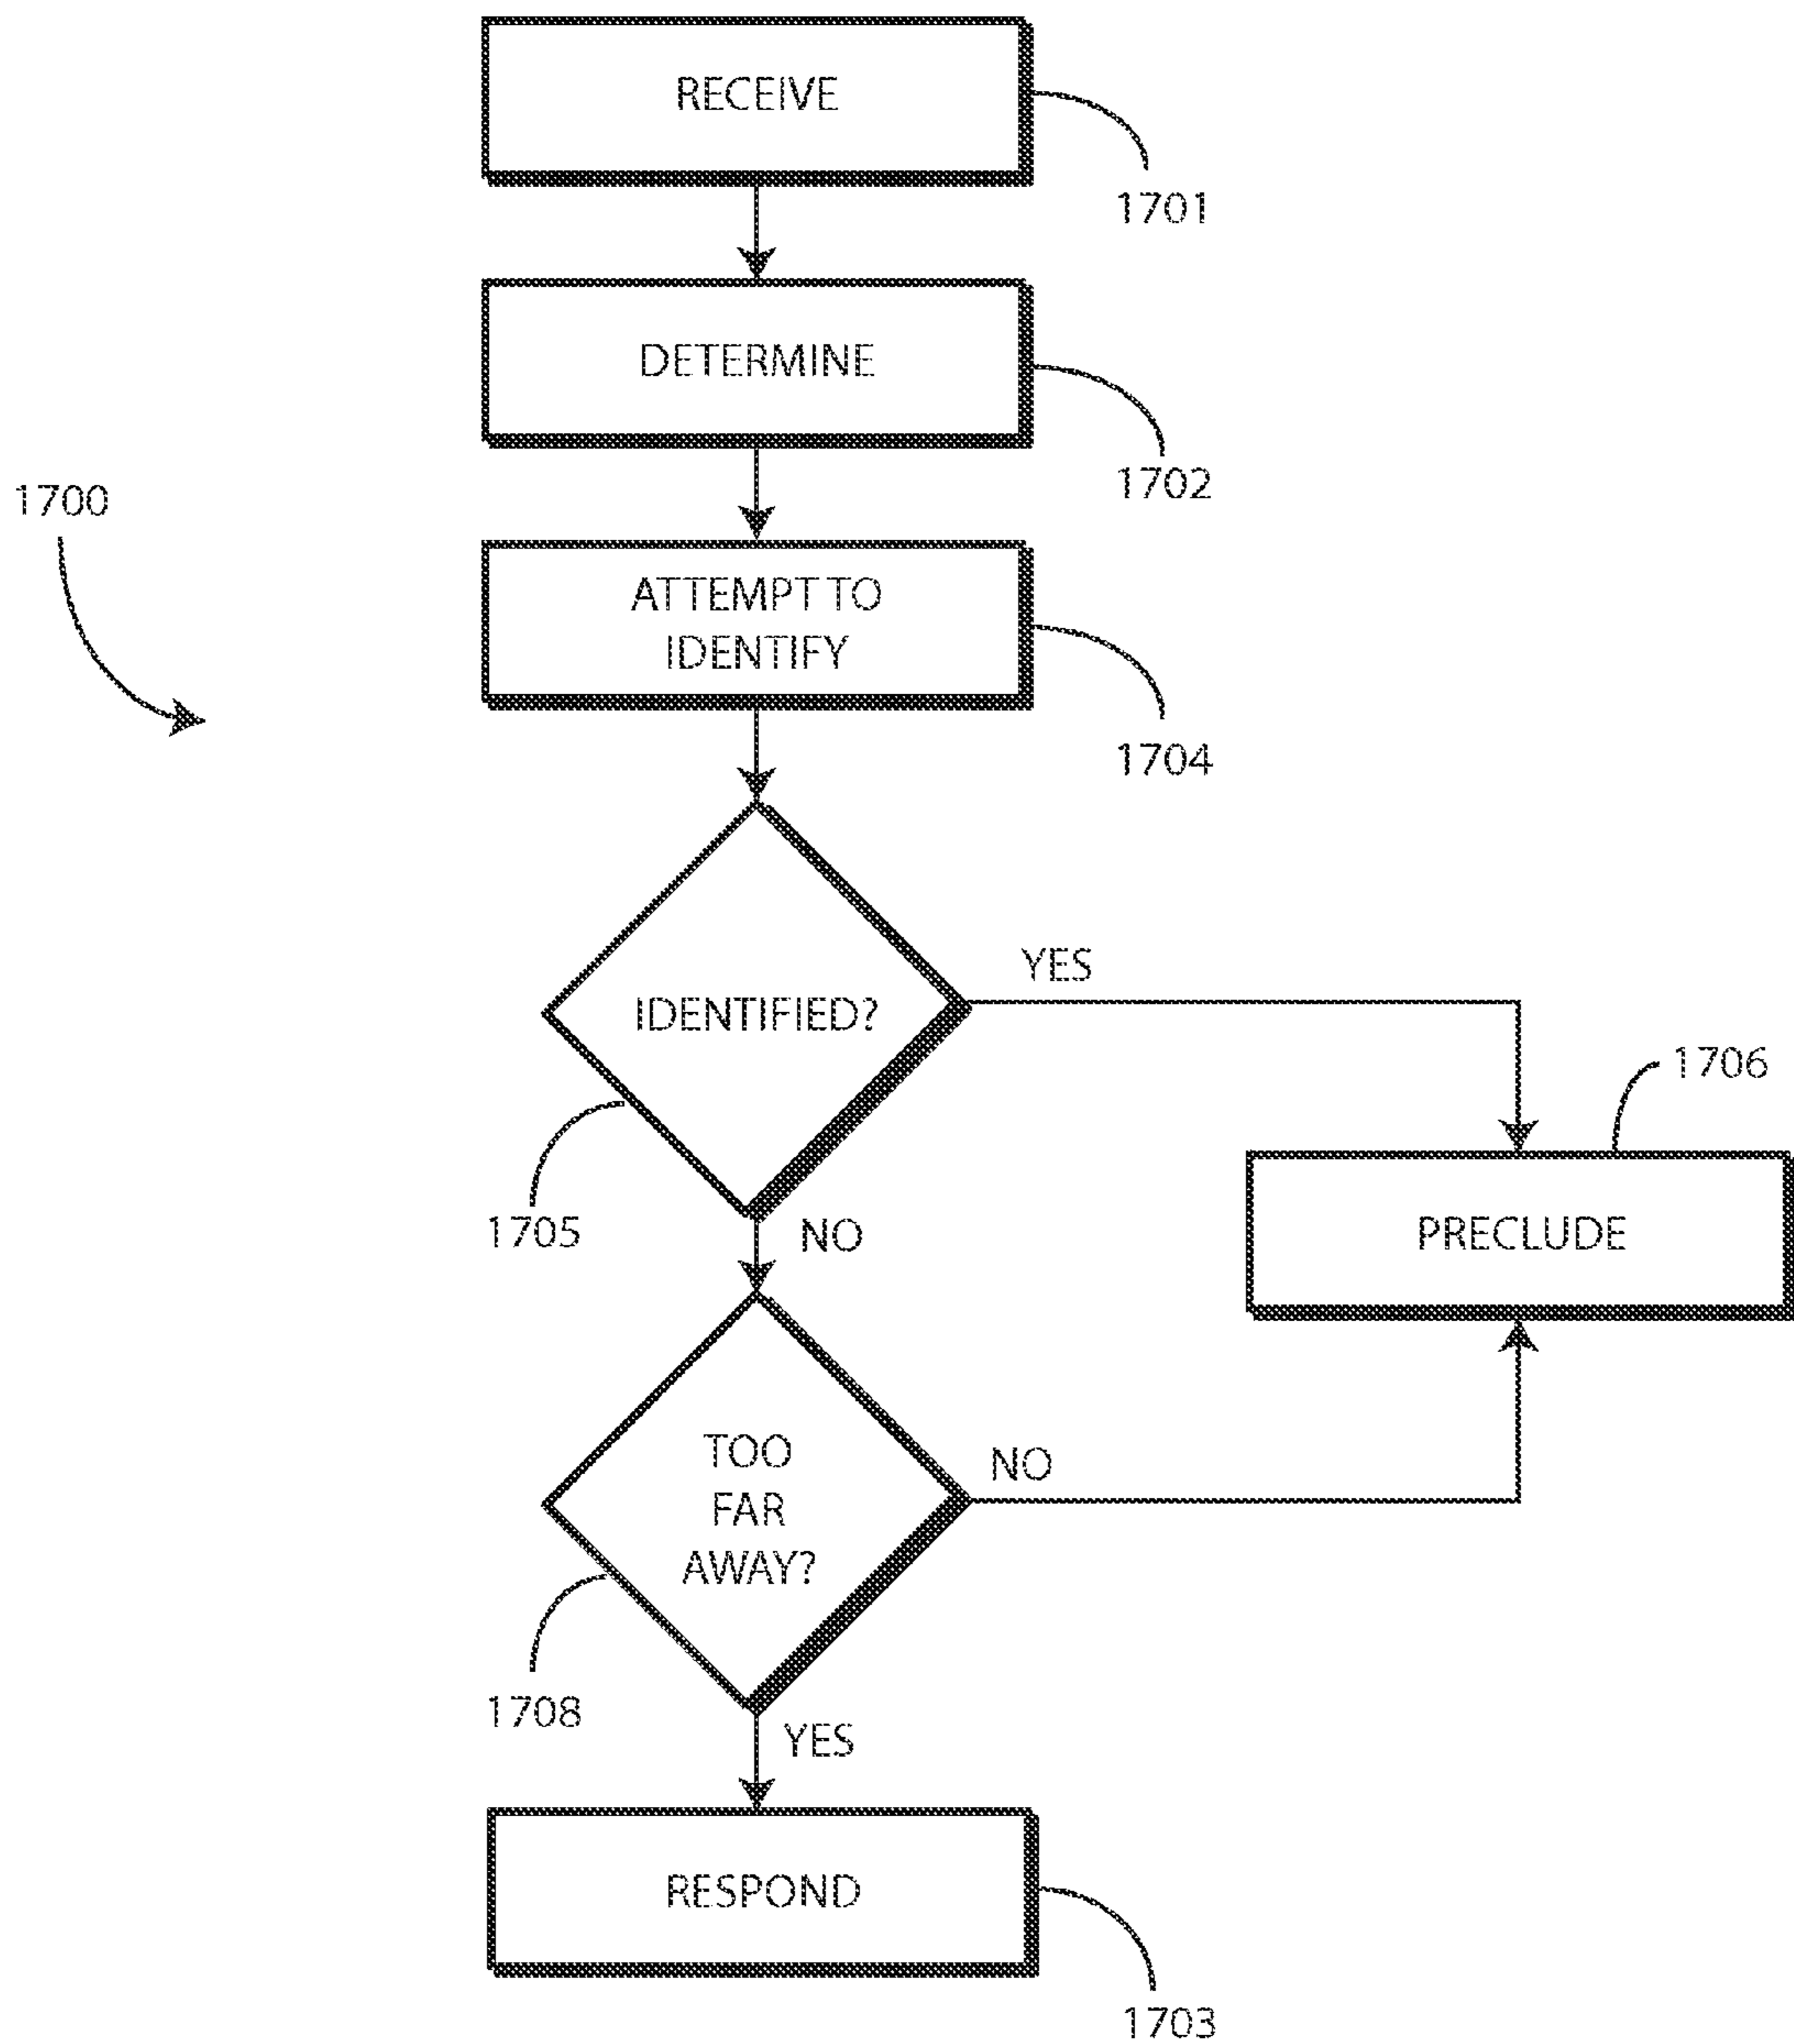 RECEIVE
1701
DETERMINE
1702
1700
ATTEMPT TO
IDENTIFY
1704
YES
IDENTIFIED?
1706
1705
NO
PRECLUDE
TOO
FAR
AWAY?
NO
1708
YES
RESPOND
1703